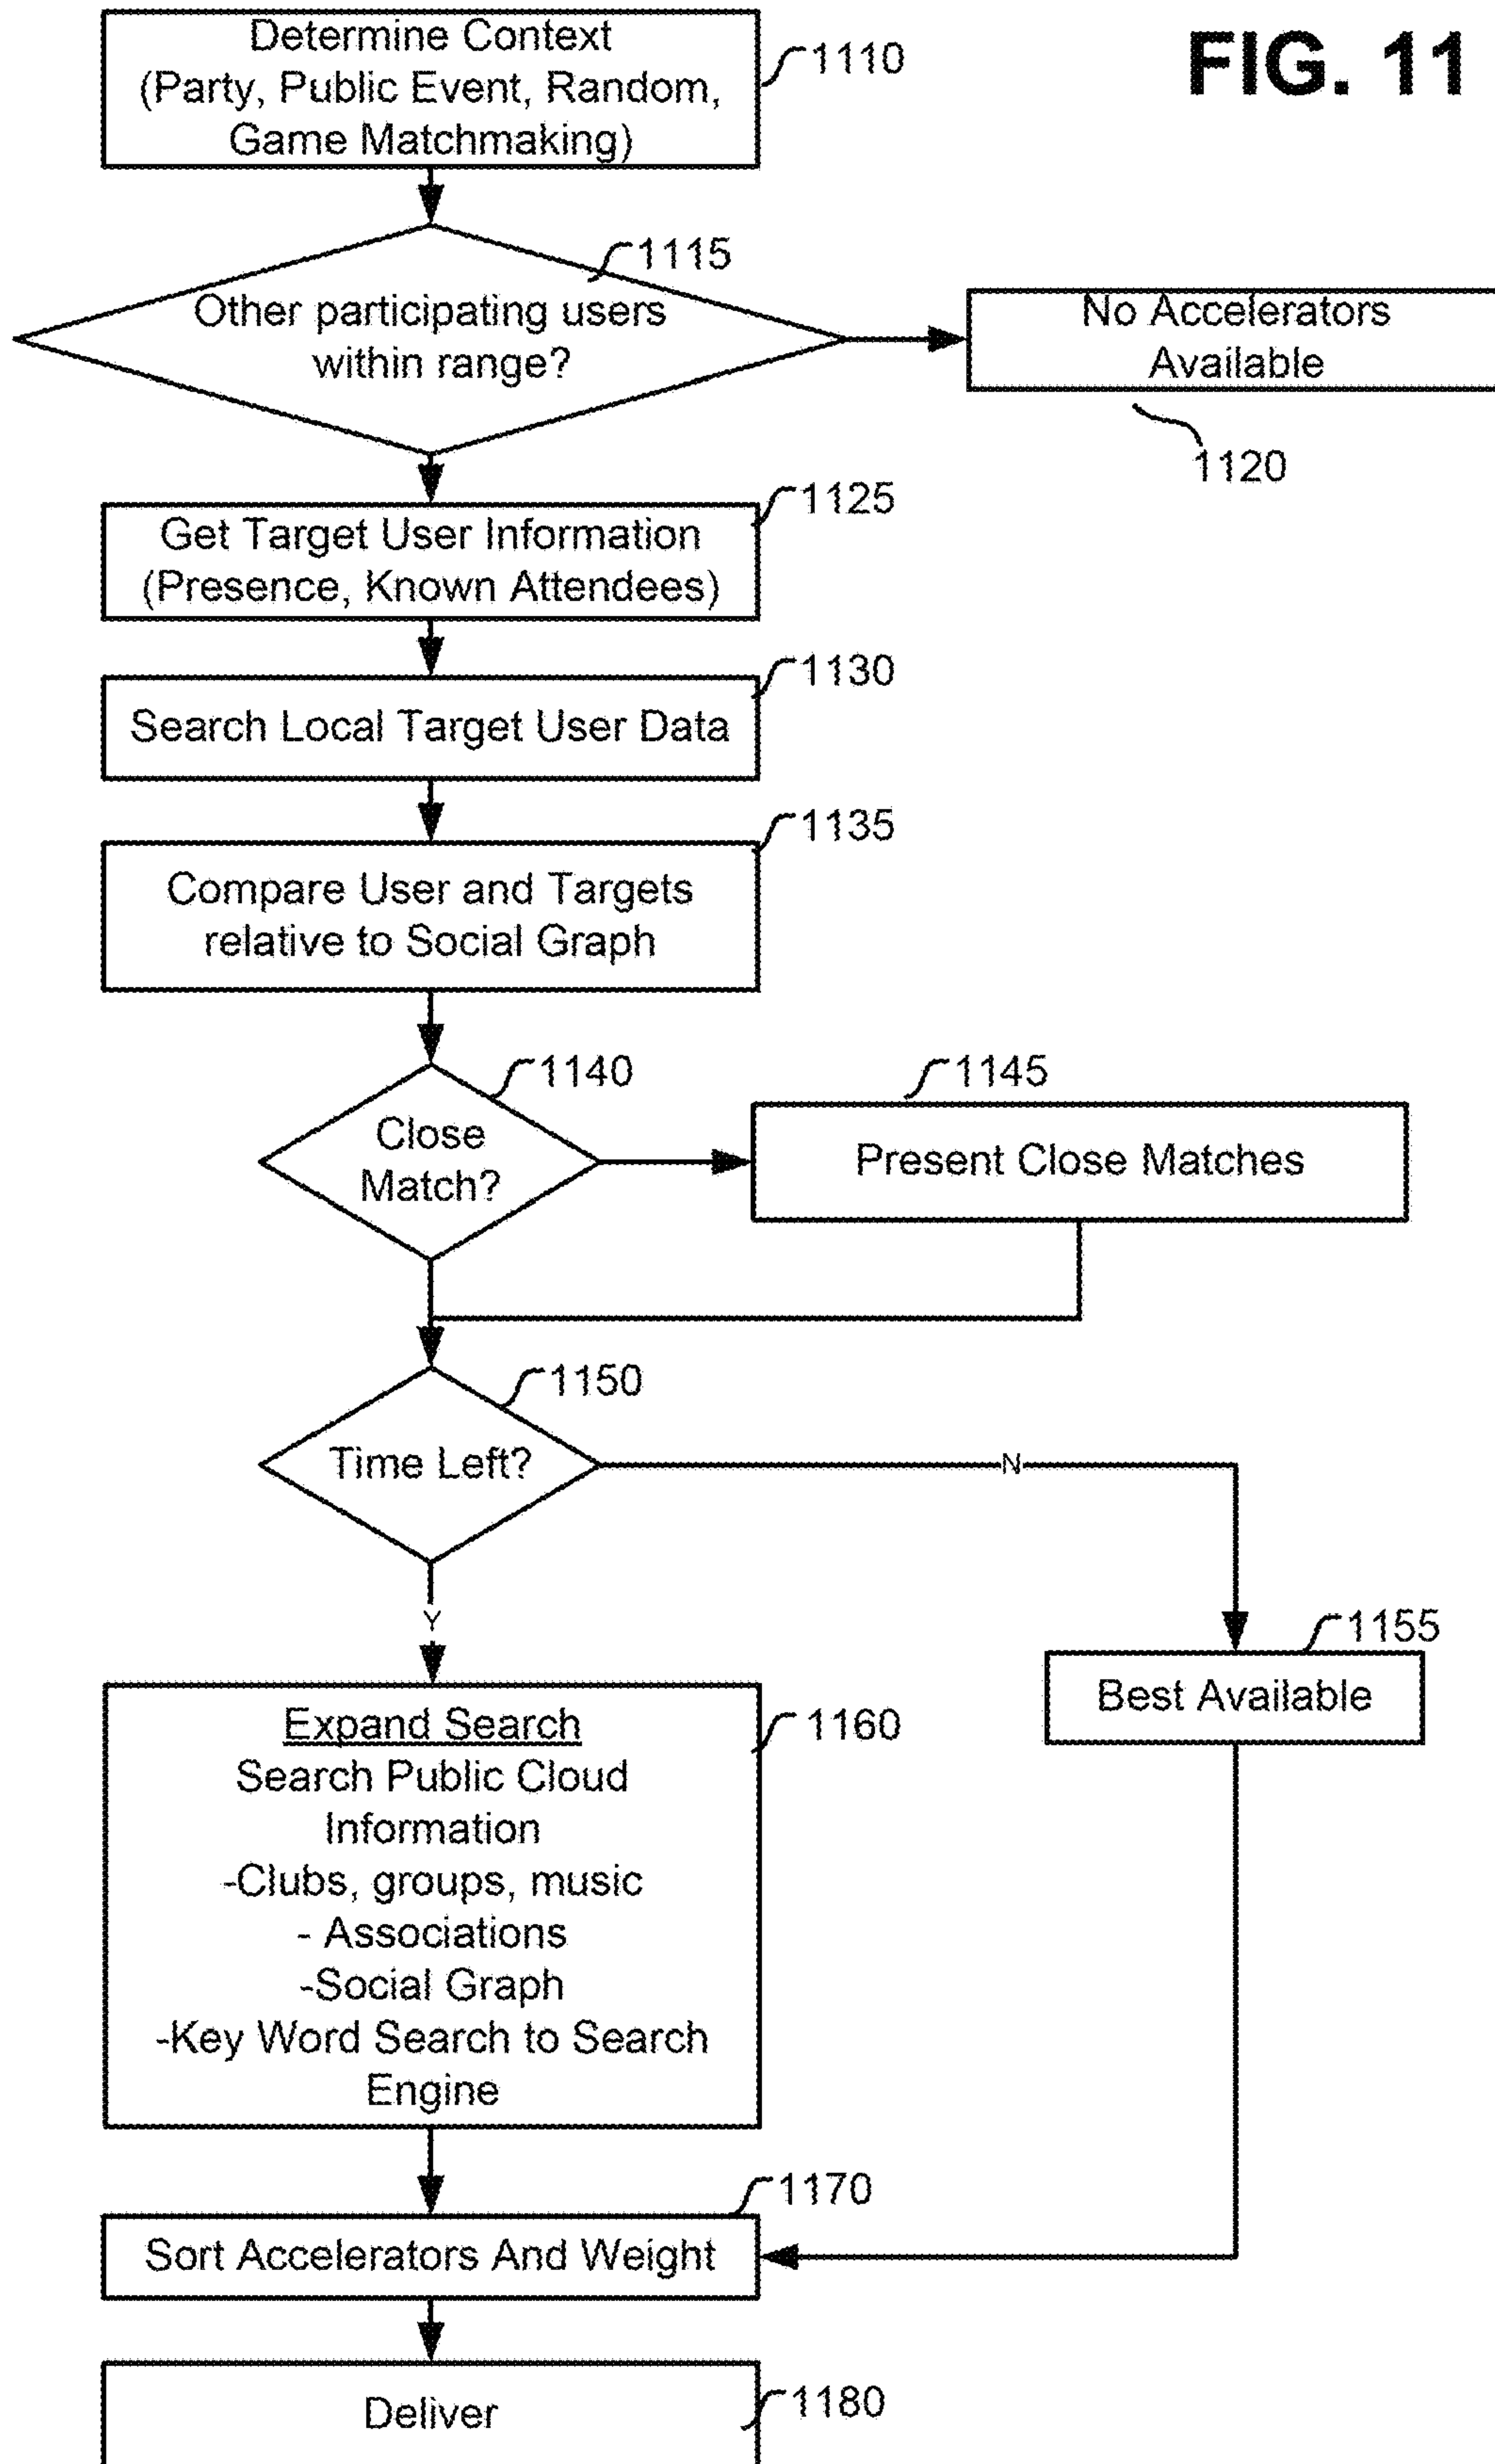 FIG. 11
Determine Context
(Party, Public Event, Random,
Game Matchmaking)
1110
1115
Other participating users
within range?
No Accelerators
Available
1120
1125
Get Target User Information
(Presence, Known Attendees)
1130
Search Local Target User Data
1135
Compare User and Targets
relative to Social Graph
1140
Close
Match?
1145
Present Close Matches
1150
Time Left?
N
Y
1155
Best Available
1160
Expand Search
Search Public Cloud
Information
-Clubs, groups, music
- Associations
-Social Graph
-Key Word Search to Search
Engine
1170
Sort Accelerators And Weight
Deliver
1180